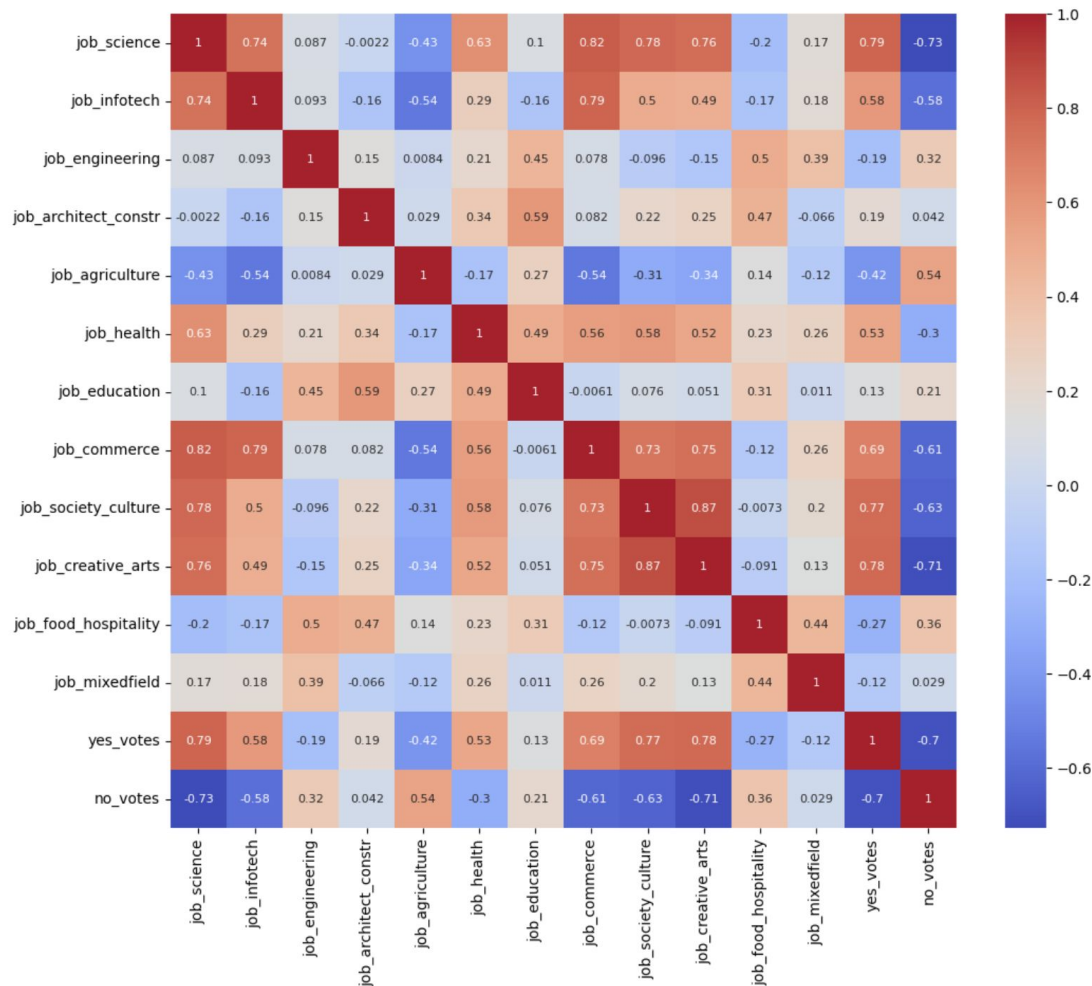 job_science 1 0.74 0.087 -0.0022 -0.43 0.63 0.1 0.82 0.78 0.76 -0.2 0.17 0.79 -0.73
job_infotech 0.74 1 0.093 -0.16 -0.54 0.29 -0.16 0.79 0.5 0.49 -0.17 0.18 0.58 -0.58
job_engineering 0.087 0.093 1 0.15 0.0084 0.21 0.45 0.078 -0.096 -0.15 0.5 0.39 -0.19 0.32
job_architect_constr -0.0022 -0.16 0.15 1 0.029 0.34 0.59 0.082 0.22 0.25 0.47 -0.066 0.19 0.042
job_agriculture -0.43 -0.54 0.0084 0.029 1 -0.17 0.27 -0.54 -0.31 -0.34 0.14 -0.12 -0.42 0.54
job_health 0.63 0.29 0.21 0.34 -0.17 1 0.49 0.56 0.58 0.52 0.23 0.26 0.53 -0.3
job_education 0.1 -0.16 0.45 0.59 0.27 0.49 1 -0.0061 0.076 0.051 0.31 0.011 0.13 0.21
job_commerce 0.82 0.79 0.078 0.082 -0.54 0.56 -0.0061 1 0.73 0.75 -0.12 0.26 0.69 -0.61
job_society_culture 0.78 0.5 -0.096 0.22 -0.31 0.58 0.076 0.73 1 0.87 -0.0073 0.2 0.77 -0.63
job_creative_arts 0.76 0.49 -0.15 0.25 -0.34 0.52 0.051 0.75 0.87 1 -0.091 0.13 0.78 -0.71
job_food_hospitality -0.2 -0.17 0.5 0.47 0.14 0.23 0.31 -0.12 -0.0073 -0.091 1 0.44 -0.27 0.36
job_mixedfield 0.17 0.18 0.39 -0.066 -0.12 0.26 0.011 0.26 0.2 0.13 0.44 1 -0.12 0.029
yes_votes 0.79 0.58 -0.19 0.19 -0.42 0.53 0.13 0.69 0.77 0.78 -0.27 -0.12 1 -0.7
no_votes -0.73 -0.58 0.32 0.042 0.54 -0.3 0.21 -0.61 -0.63 -0.71 0.36 0.029 -0.7 1
job_science
job_infotech
job_engineering
job_architect_constr
job_agriculture
job_health
job_education
job_commerce
job_society_culture
job_creative_arts
job_food_hospitality
job_mixedfield
yes_votes
no_votes
1.0
0.8
0.6
0.4
0.2
0.0
−0.2
−0.4
−0.6